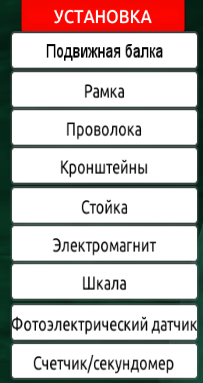 УСТАНОВКА
Подвижная балка
Рамка
Проволока
Кронштейны
Стойка
Электромагнит
Шкала
Фотоэлектрический датчик
Счетчик/секундомер